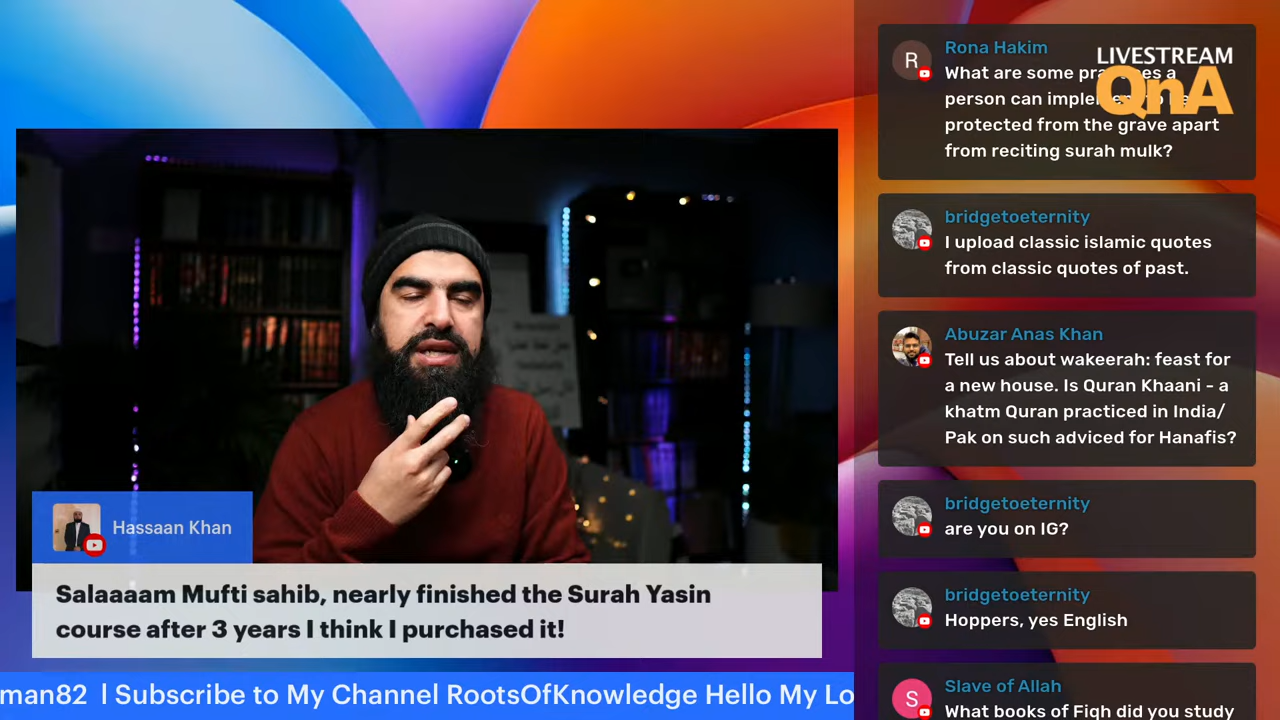 Hassaan Khan
Salaaaam Mufti sahib, nearly finished the Surah Yasin
course after 3 years I think I purchased it!
man82 | Subscribe to My Channel RootsOfKnowledge Hello My Lo
LIVESTREAM
QnA
R
Rona Hakim
What are some a
person can
protected from the grave apart
from reciting surah mulk?
bridgetoeternity
I upload classic islamic quotes
from classic quotes of past.
Abuzar Anas Khan
Tell us about wakeerah: feast for
a new house. Is Quran Khaani - a
khatm Quran practiced in India/
Pak on such adviced for Hanafis?
bridgetoeternity
are you on IG?
bridgetoeternity
Hoppers, yes English
S
Slave of Allah
What books of Fiqh did you study